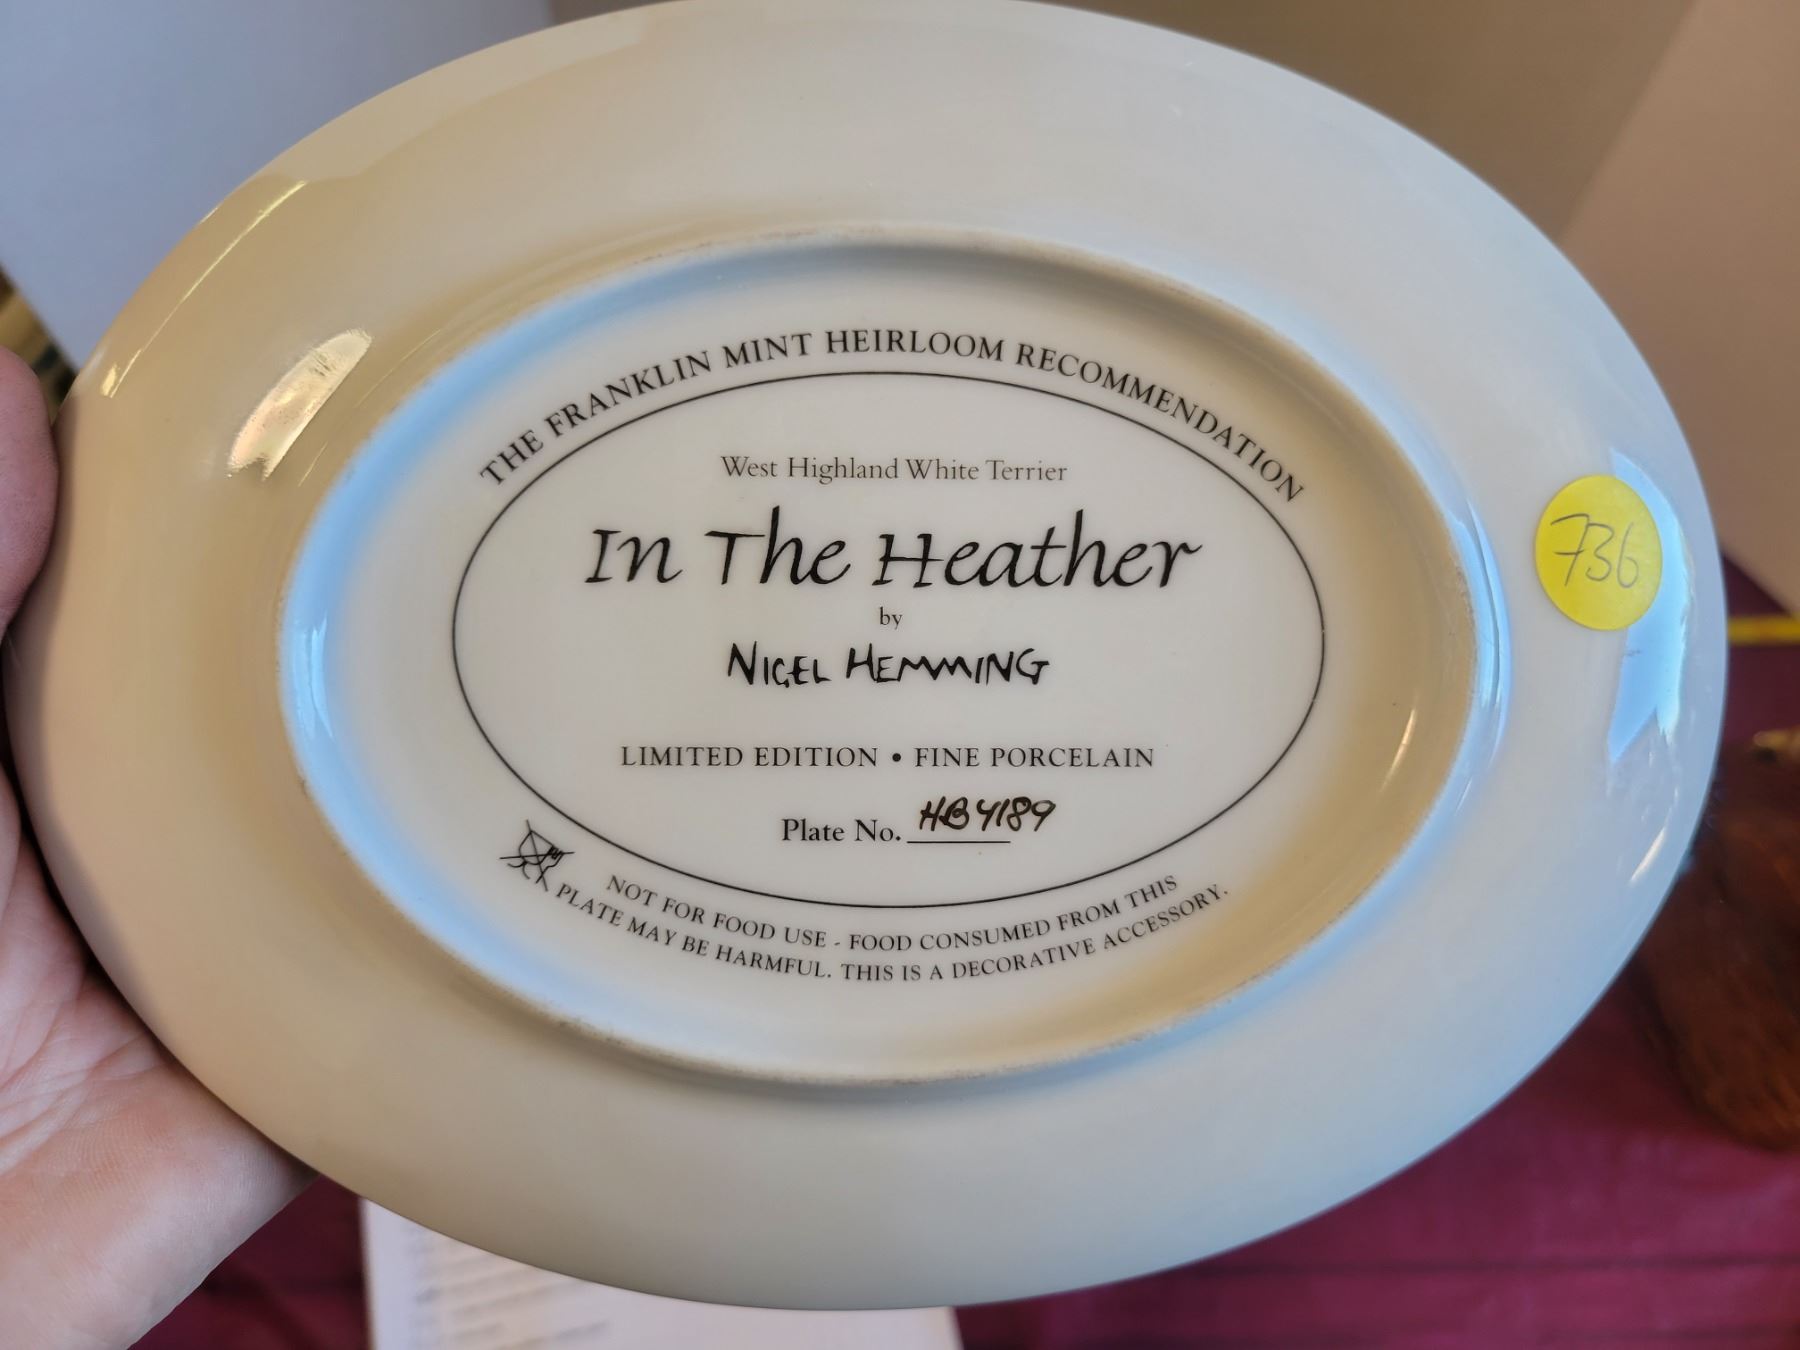 THE FRANKLIN MINT HEIRLOOM RECOMMENDATION
West Highland White Terrier
In The Heather
by
NIGEL HEMMING
LIMITED EDITION • FINE PORCELAIN
Plate No. HB4189
NOT FOR FOOD USE - FOOD CONSUMED FROM THIS
PLATE MAY BE HARMFUL. THIS IS A DECORATIVE ACCESSORY.
736